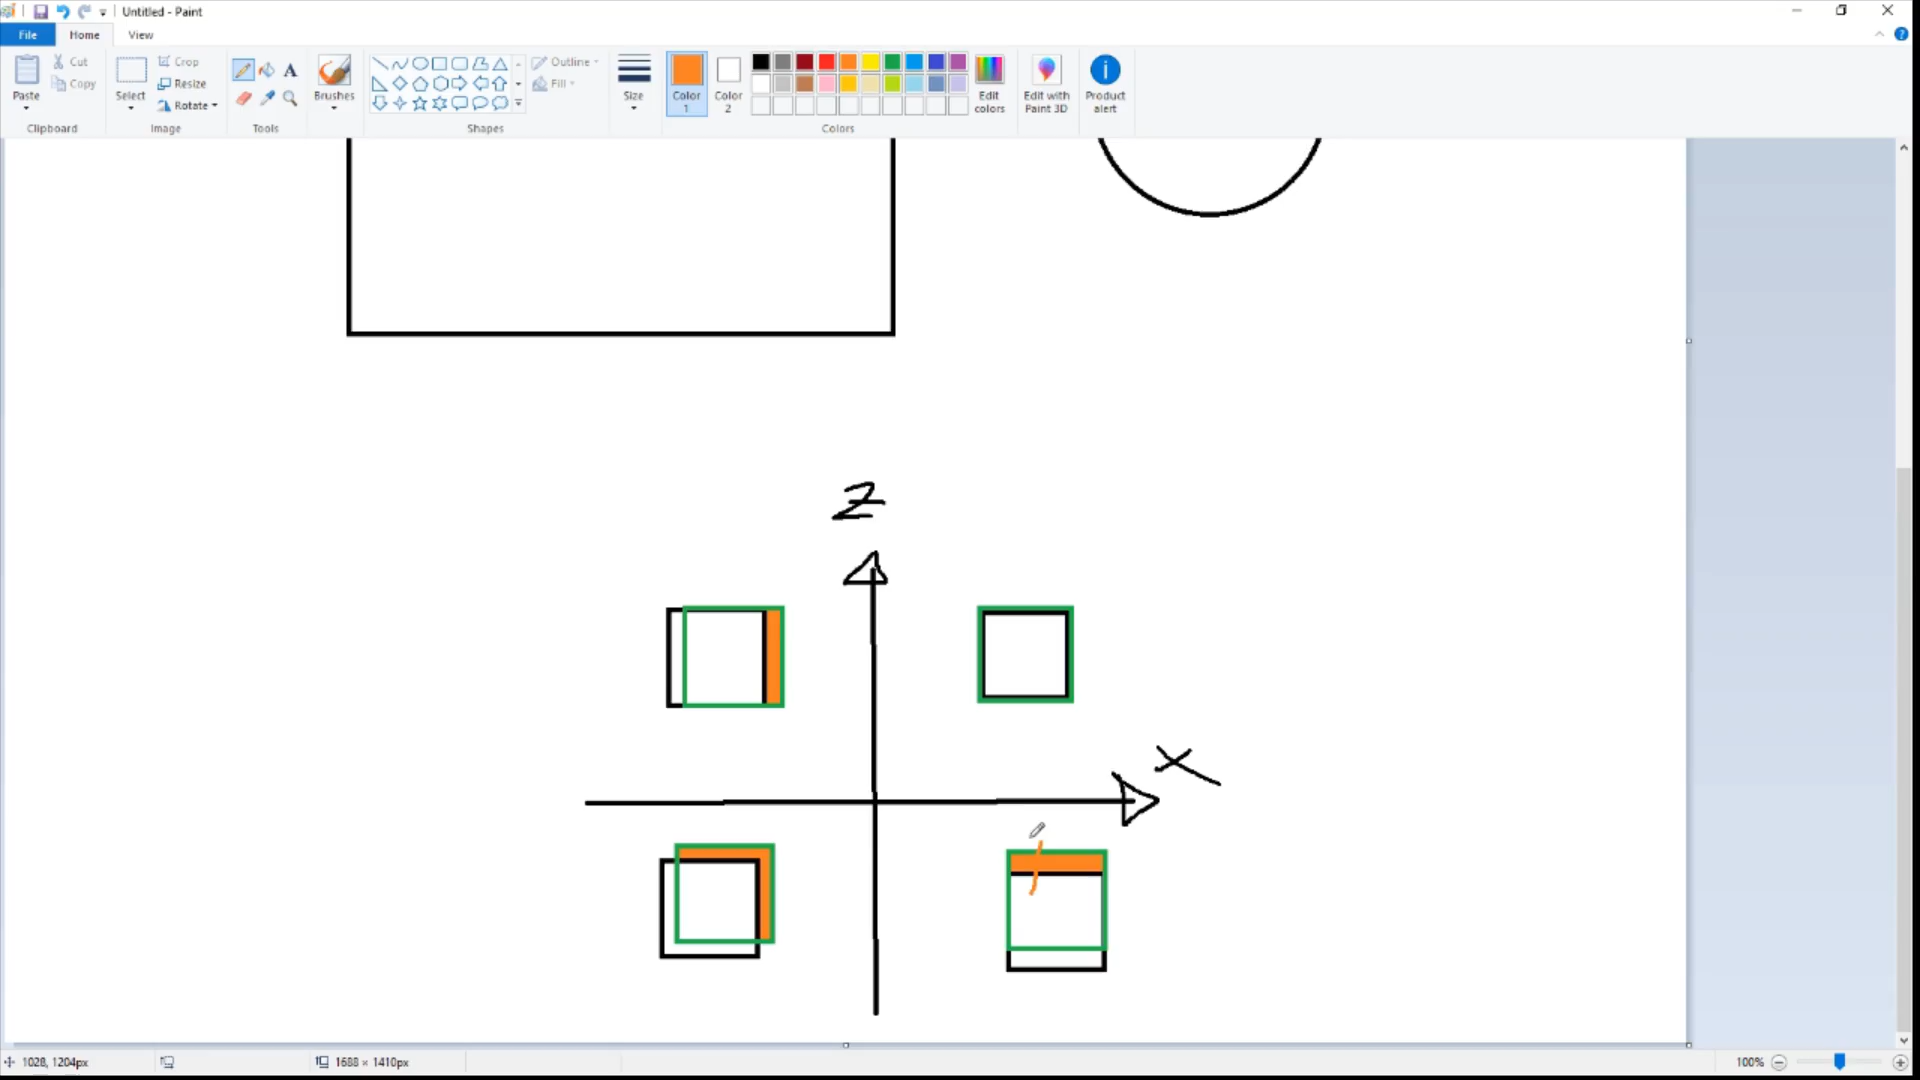 Untitled - Paint
File Home View
Paste
Cut
Copy
Clipboard
Select
Crop
Resize
Rotate
Image
A
Tools
Brushes
Outline
Fill
Shapes
Size
Color 1
Color 2
Edit colors
Colors
Edit with Paint 3D
Product alert
Z
X
1028, 1204px
1688 × 1410px
100%